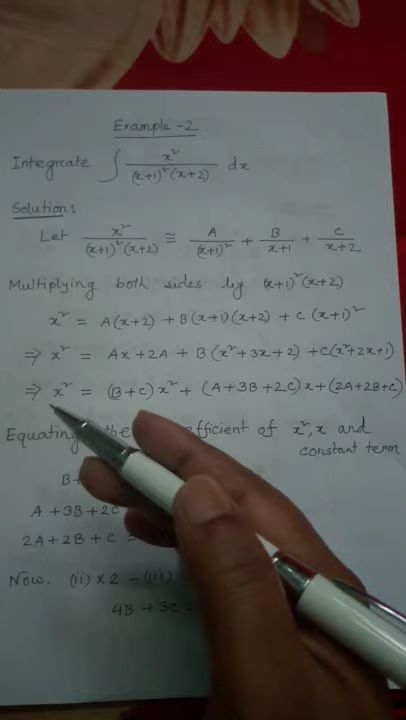 Example-2
Integrate ∫ x²/((x+1)²(x+2)) dx
Solution:
Let x²/((x+1)²(x+2)) ≅ A/(x+1)² + B/(x+1) + C/(x+2)
Multiplying both sides by (x+1)²(x+2)
x² = A(x+2) + B(x+1)(x+2) + C(x+1)²
⇒ x² = Ax+2A + B(x²+3x+2) + C(x²+2x+1)
⇒ x² = (B+C)x² + (A+3B+2C)x + (2A+2B+C)
Equating the of x², x and
constant term
B+
A+3B+2C
2A+2B+C =
Now. (ii)×2 - (iii)
4B+3C =